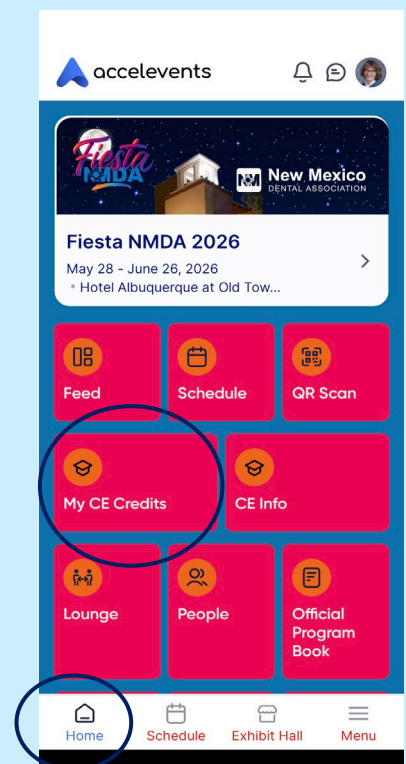 accelevents
Fiesta
NMDA
New Mexico
DENTAL ASSOCIATION
Fiesta NMDA 2026
May 28 - June 26, 2026
Hotel Albuquerque at Old Tow...
Feed
Schedule
QR Scan
My CE Credits
CE Info
Lounge
People
Official
Program
Book
Home
Schedule
Exhibit Hall
Menu